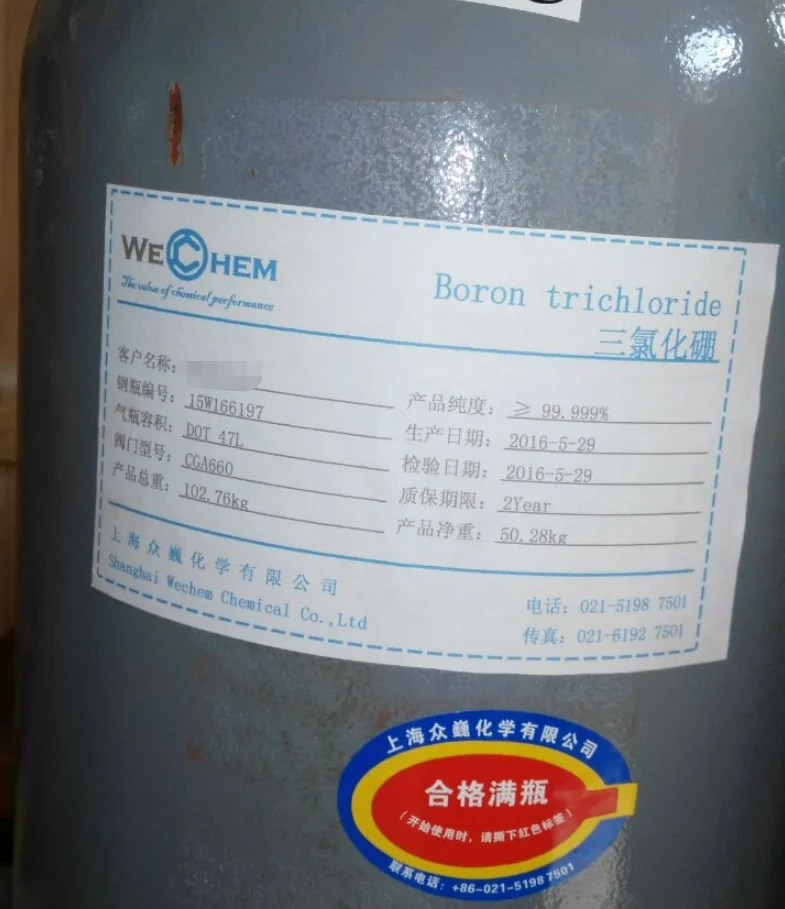 WECHEM
The value of chemical performance
Boron trichloride
三氯化硼
客户名称:
钢瓶编号: 15W166197
气瓶容积: DOT 47L
阀门型号: CGA660
产品总重: 102.76kg
产品纯度: ≥ 99.999%
生产日期: 2016-5-29
检验日期: 2016-5-29
质保期限: 2Year
产品净重: 50.28kg
上海众巍化学有限公司
Shanghai Wechem Chemical Co.,Ltd
电话: 021-5198 7501
传真: 021-6192 7501
上海众巍化学有限公司
合格满瓶
(开始使用时,请撕下红色标签)
联系电话: +86-021-5198 7501